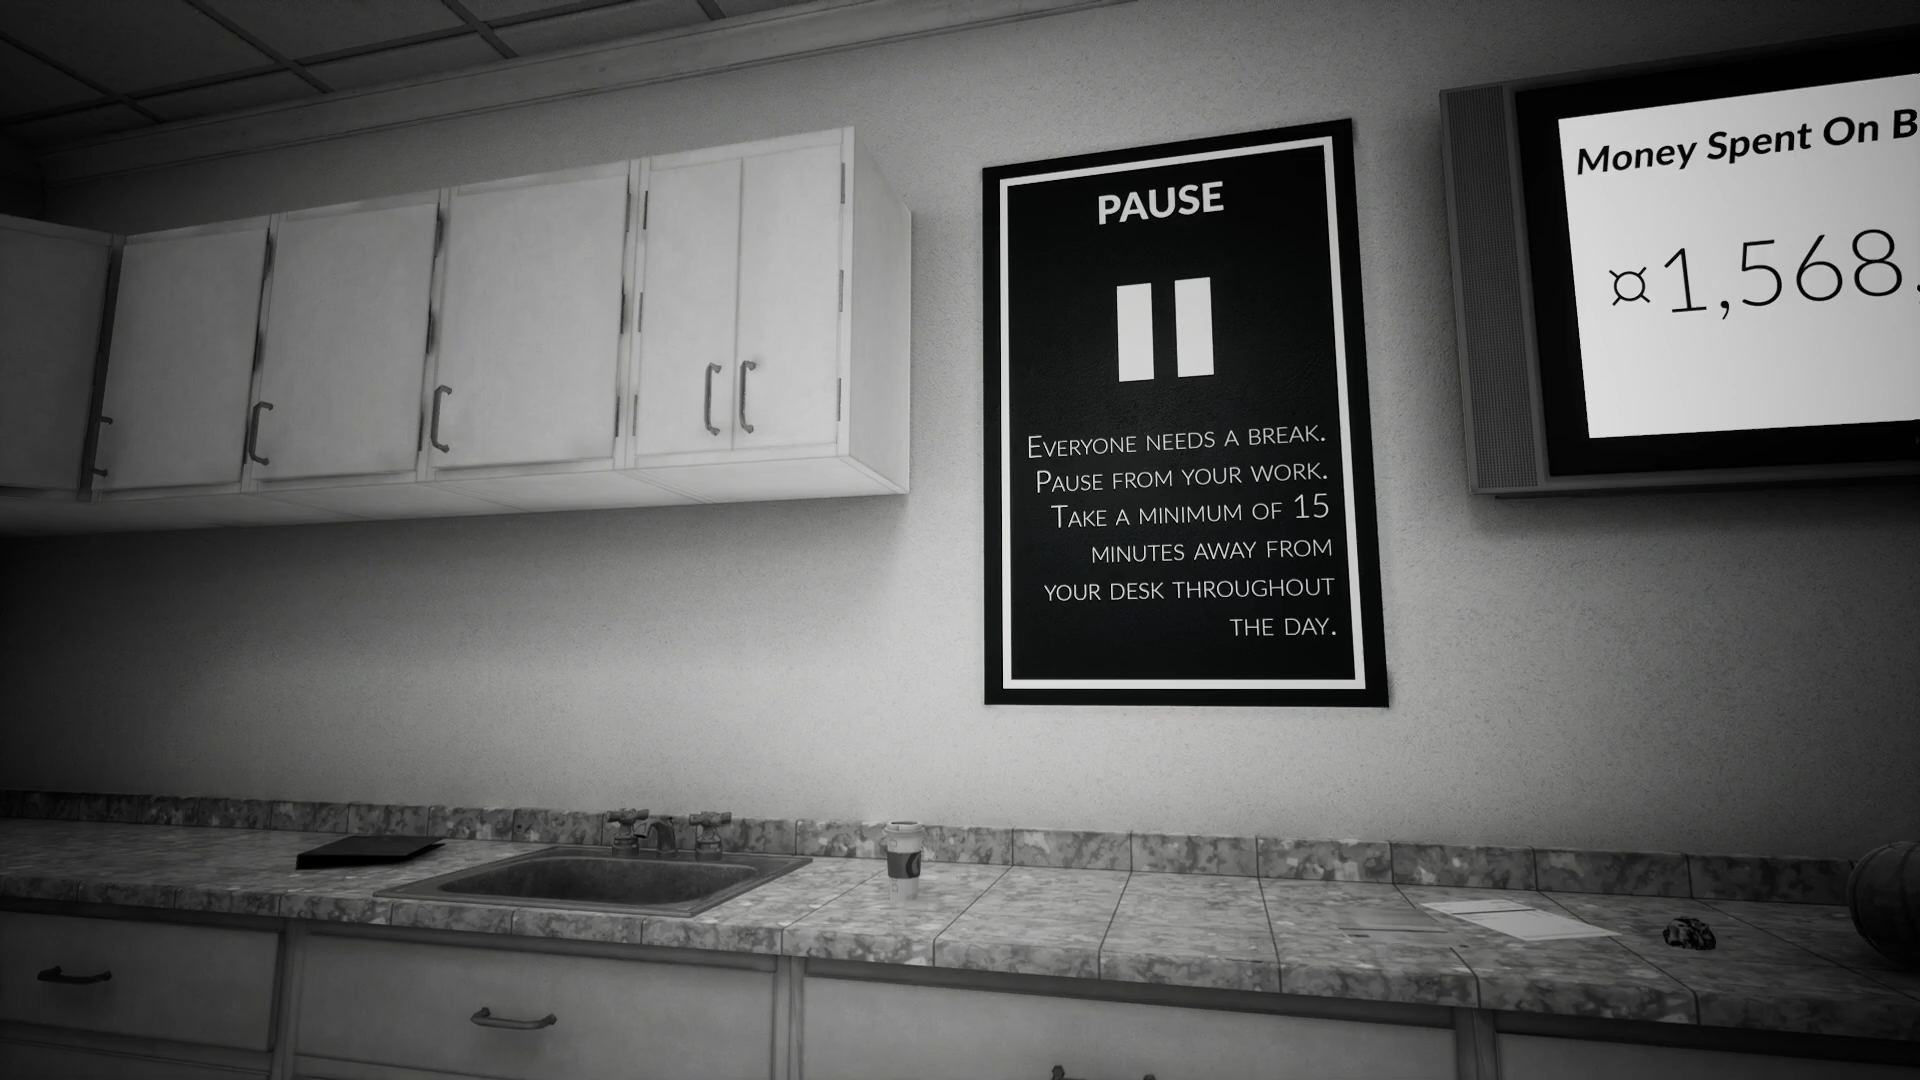 PAUSE
EVERYONE NEEDS A BREAK.
PAUSE FROM YOUR WORK.
TAKE A MINIMUM OF 15
MINUTES AWAY FROM
YOUR DESK THROUGHOUT
THE DAY.
Money Spent On B
¤1,568.